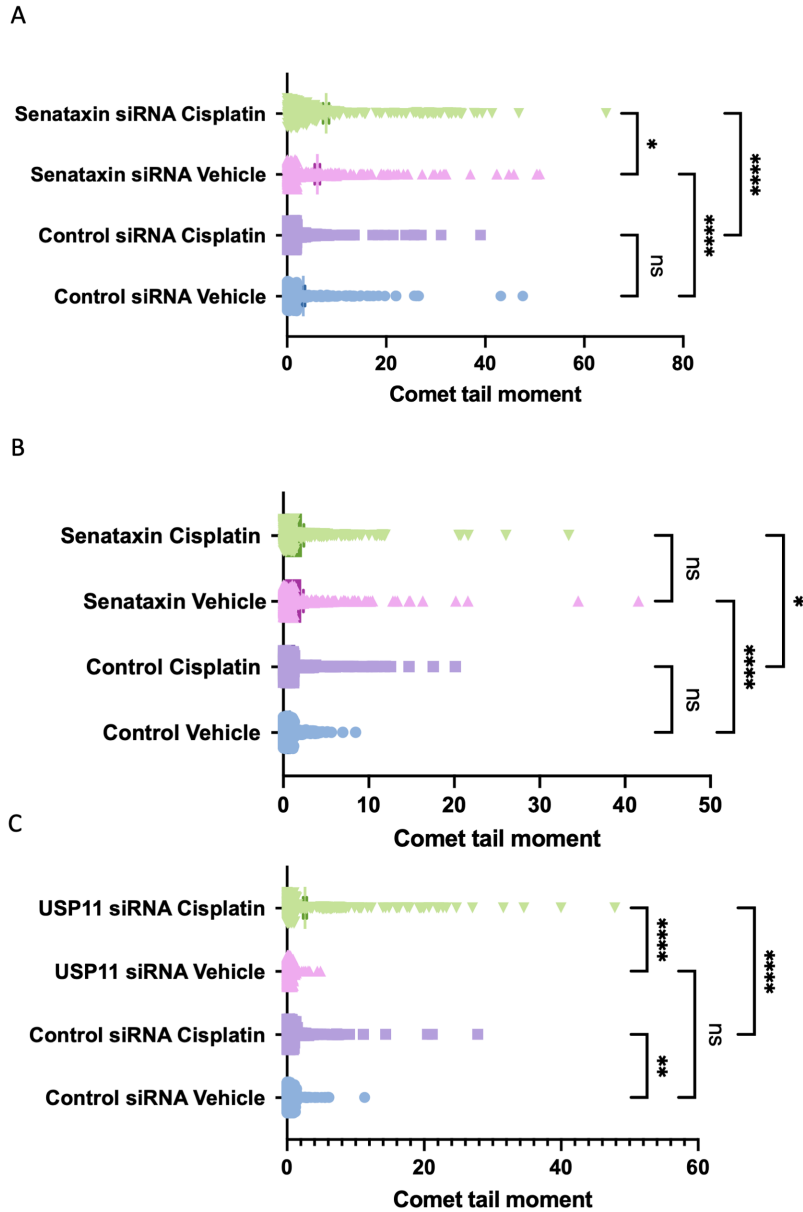 A
Senataxin siRNA Cisplatin
Senataxin siRNA Vehicle
Control siRNA Cisplatin
Control siRNA Vehicle
*
ns
****
****
0 20 40 60 80
Comet tail moment
B
Senataxin Cisplatin
Senataxin Vehicle
Control Cisplatin
Control Vehicle
ns
ns
****
*
0 10 20 30 40 50
Comet tail moment
C
USP11 siRNA Cisplatin
USP11 siRNA Vehicle
Control siRNA Cisplatin
Control siRNA Vehicle
****
**
ns
****
0 20 40 60
Comet tail moment